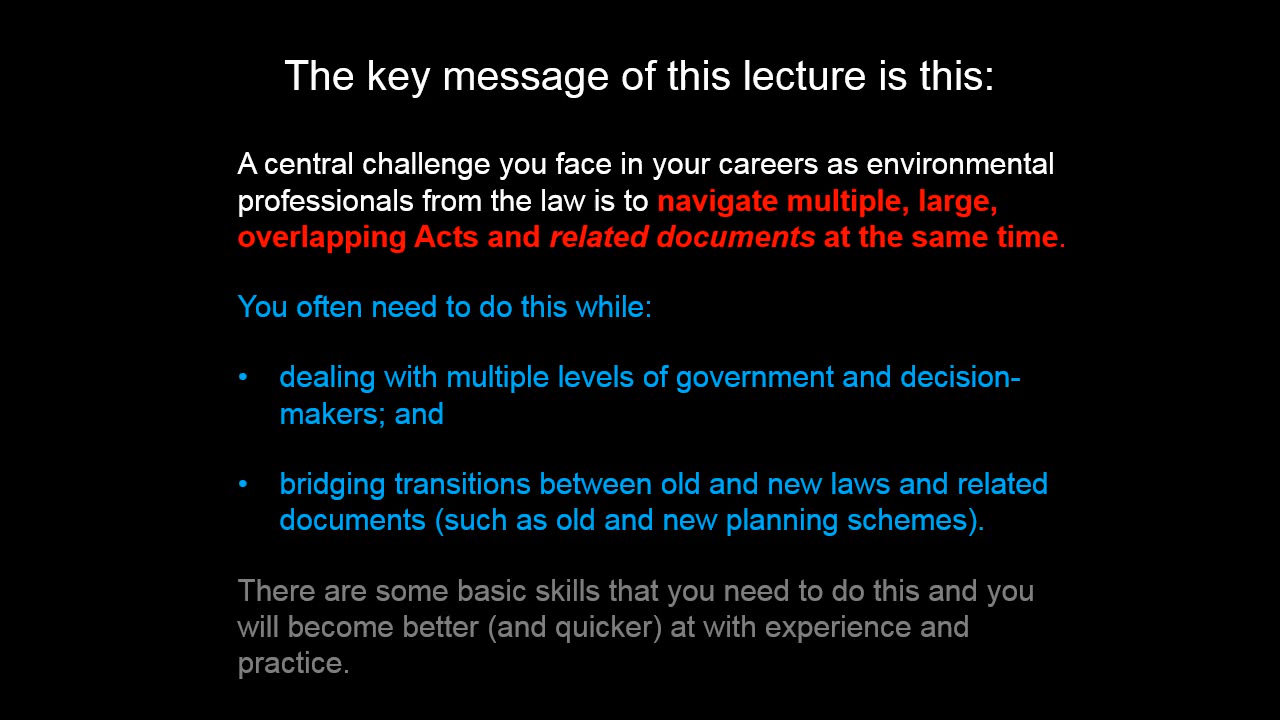 The key message of this lecture is this:
A central challenge you face in your careers as environmental
professionals from the law is to navigate multiple, large,
overlapping Acts and related documents at the same time.
You often need to do this while:
• dealing with multiple levels of government and decision-
makers; and
• bridging transitions between old and new laws and related
documents (such as old and new planning schemes).
There are some basic skills that you need to do this and you
will become better (and quicker) at with experience and
practice.